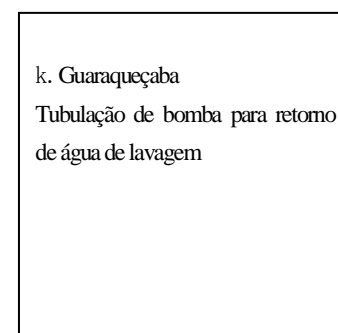 k. Guaraqueçaba
Tubulação de bomba para retorno
de água de lavagem